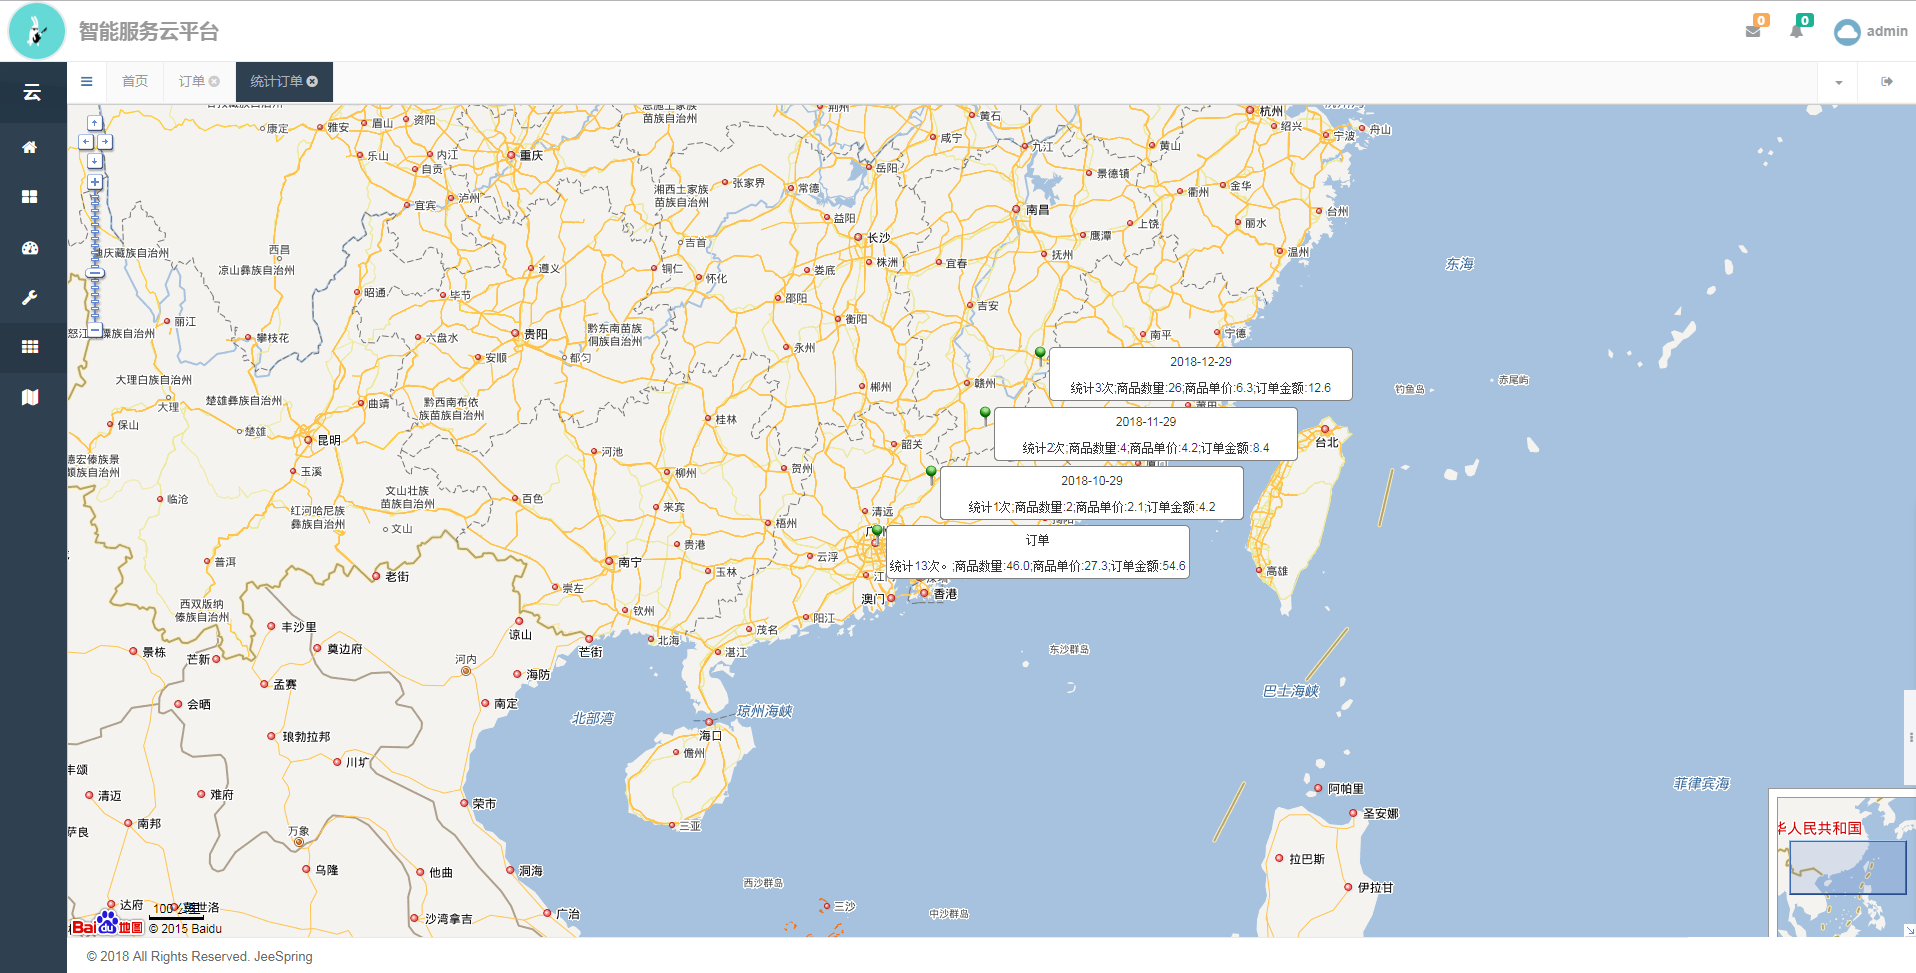 智能服务云平台
0
0
admin
云
首页
订单
统计订单
康定
雅安
眉山
资阳
苗族自治州
荆州
咸宁
黄石
杭州
绍兴
宁波
舟山
乐山
内江
自贡
重庆
岳阳
九江
黄山
景德镇
宜宾
泸州
湘西土家族
苗族自治州
张家界
常德
益阳
南昌
衢州
金华
台州
上饶
丽水
鹰潭
温州
迪庆藏族自治州
西昌
凉山彝族自治州
吉首
长沙
株洲
宜春
抚州
东海
遵义
铜仁
怀化
娄底
昭通
毕节
邵阳
吉安
丽江
衡阳
攀枝花
六盘水
贵阳
黔东南苗族
侗族自治州
南平
宁德
安顺
都匀
永州
2018-12-29
统计3次;商品数量:26;商品单价:6.3;订单金额:12.6
大理白族自治州
大理
楚雄彝族自治州
曲靖
黔西南布依
族苗族自治州
郴州
赣州
钓鱼岛
赤尾屿
保山
楚雄
昆明
桂林
韶关
2018-11-29
统计2次;商品数量:4;商品单价:4.2;订单金额:8.4
台北
德宏傣族景
颇族自治州
玉溪
河池
柳州
贺州
临沧
文山壮族
苗族自治州
百色
来宾
2018-10-29
统计1次;商品数量:2;商品单价:2.1;订单金额:4.2
红河哈尼族
彝族自治州
文山
梧州
清远
普洱
老街
南宁
贵港
云浮
订单
统计13次。;商品数量:46.0;商品单价:27.3;订单金额:54.6
高雄
玉林
崇左
澳门
香港
西双版纳
傣族自治州
钦州
阳江
丰沙里
谅山
茂名
北海
湛江
芒街
东沙群岛
景栋
芒新
奠边府
河内
海防
孟赛
巴士海峡
会晒
南定
北部湾
琼州海峡
海口
琅勃拉邦
儋州
川圹
丰颂
清迈
难府
荣市
阿帕里
菲律宾海
圣安娜
南邦
万象
三亚
华人民共和国
拉巴斯
乌隆
他曲
洞海
西沙群岛
伊拉甘
达府
100公里
世洛
三沙
沙湾拿吉
广治
中沙群岛
Bai du 地图
© 2015 Baidu
© 2018 All Rights Reserved. JeeSpring